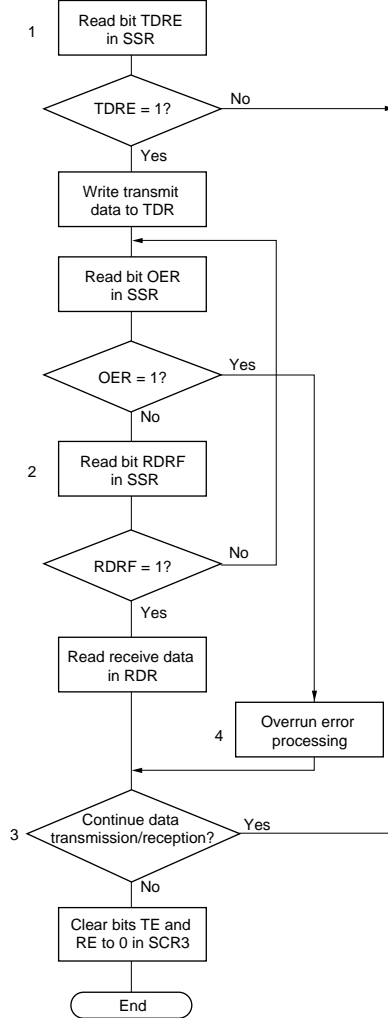 1
Read bit TDRE
in SSR
TDRE = 1?
No
Yes
Write transmit
data to TDR
Read bit OER
in SSR
OER = 1?
Yes
No
2
Read bit RDRF
in SSR
RDRF = 1?
No
Yes
Read receive data
in RDR
4
Overrun error
processing
3
Continue data
transmission/reception?
Yes
No
Clear bits TE and
RE to 0 in SCR3
End